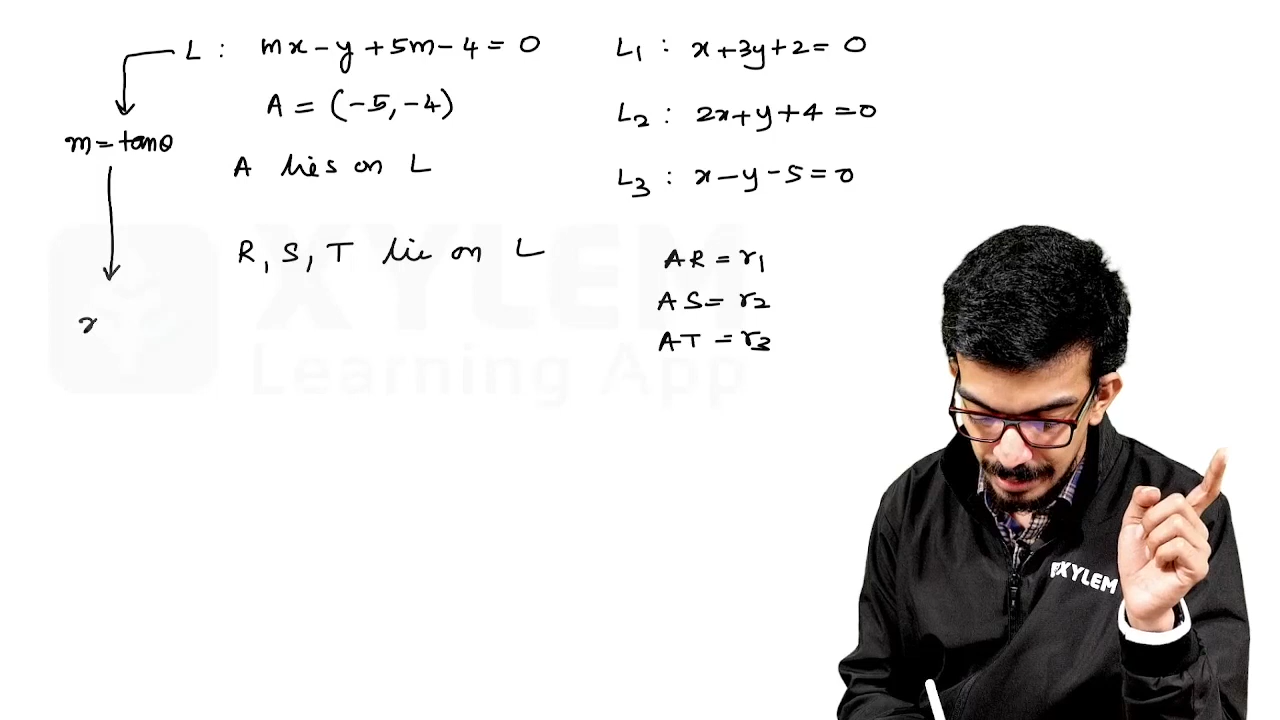 L : mx - y + 5m - 4 = 0
A = (-5, -4)
m = tanθ
A lies on L
R, S, T lie on L
x
L1 : x + 3y + 2 = 0
L2 : 2x + y + 4 = 0
L3 : x - y - 5 = 0
AR = r1
AS = r2
AT = r3
XYLEM
Learning App
XYLEM